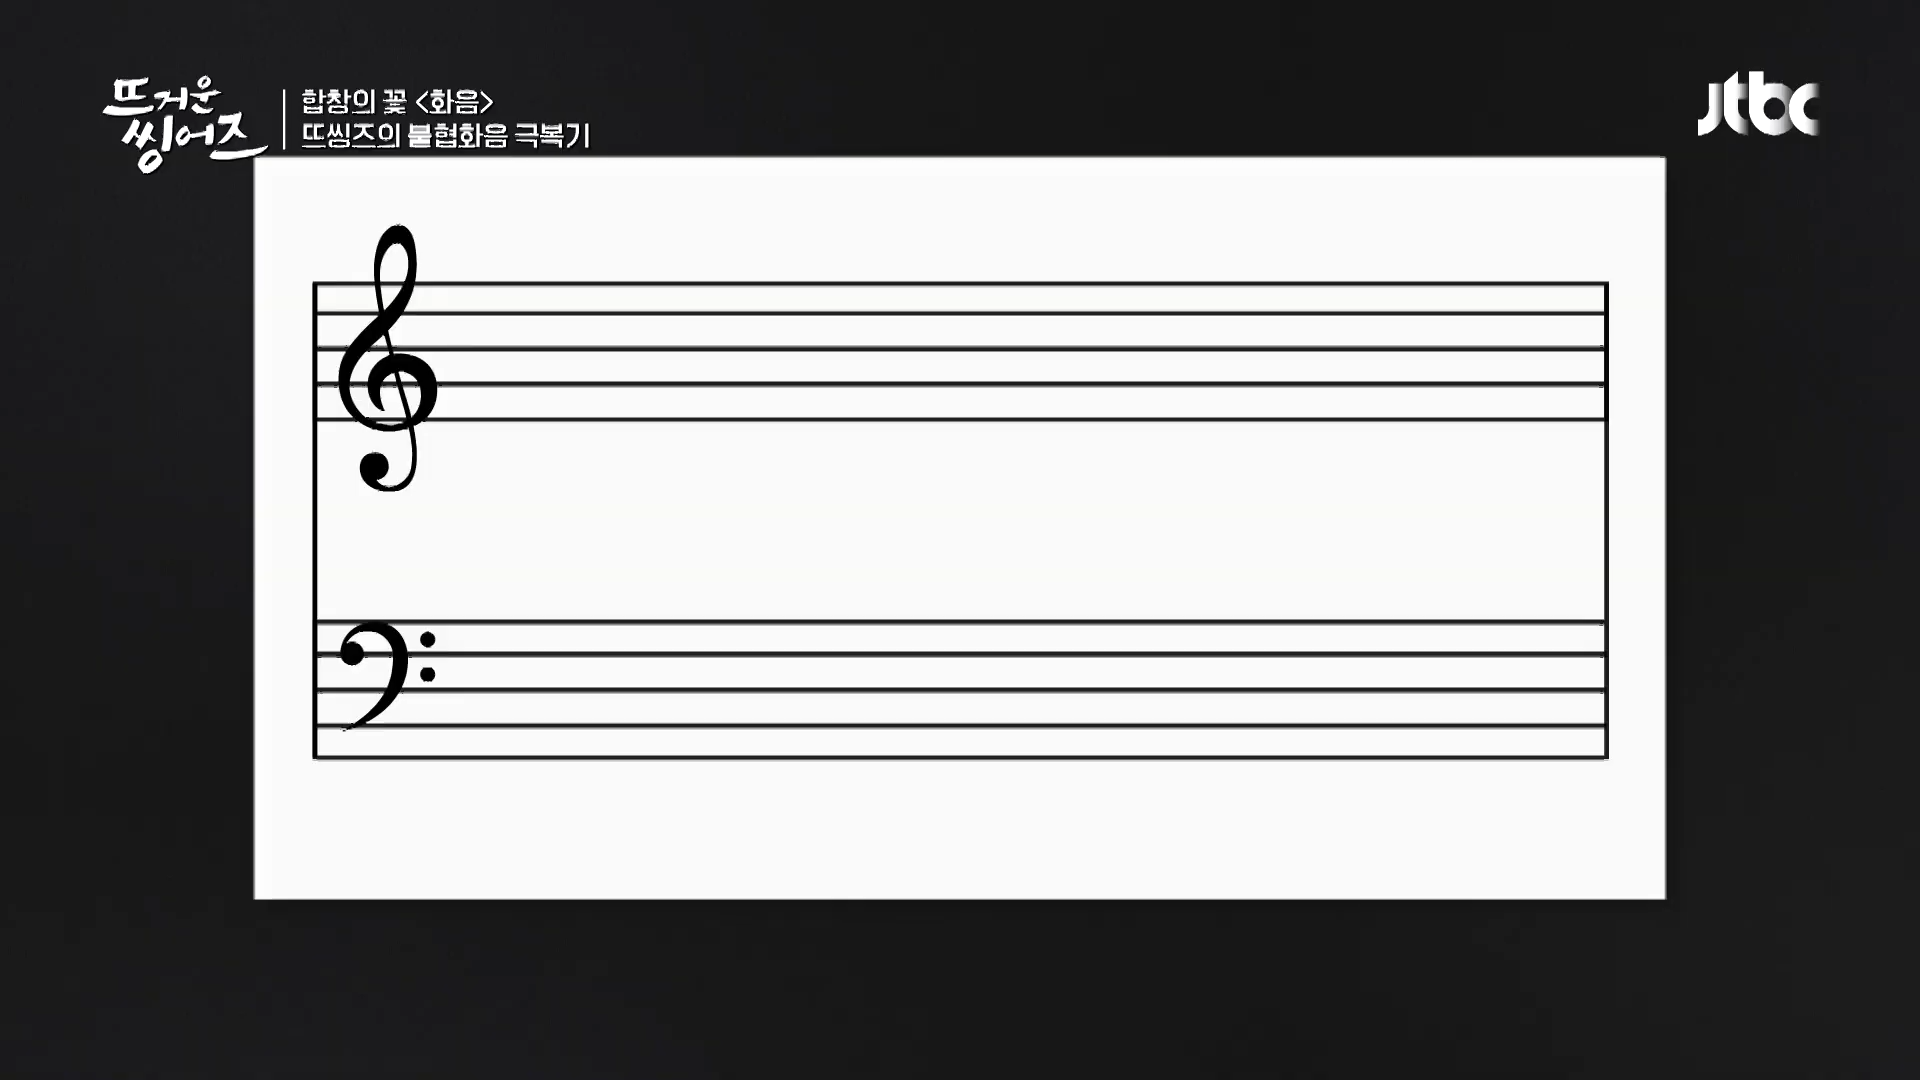 뜨거운
씽어즈
합창의 꽃 <화음>
뜨씽즈의 불협화음 극복기
jtbc